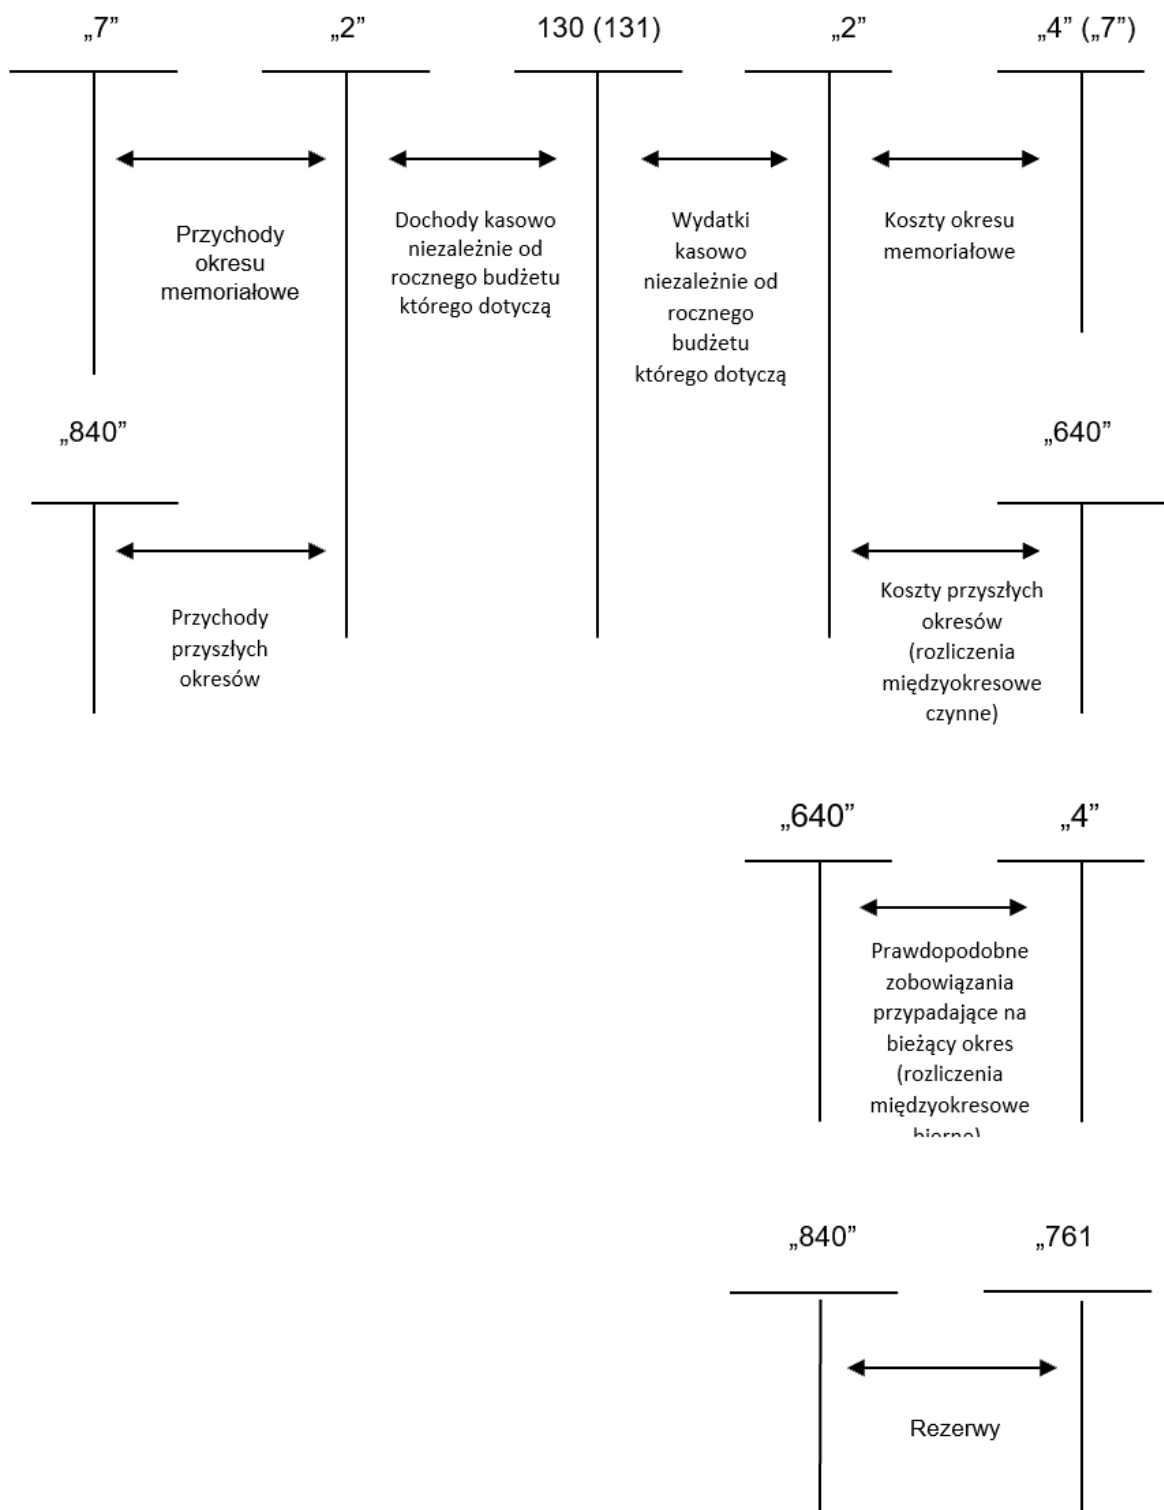 „7”
„2”
130 (131)
„2”
„4” („7”)
Przychody
okresu
memoriałowe
Dochody kasowo
niezależnie od
rocznego budżetu
którego dotyczą
Wydatki
kasowo
niezależnie od
rocznego
budżetu
którego dotyczą
Koszty okresu
memoriałowe
„840”
„640”
Przychody
przyszłych
okresów
Koszty przyszłych
okresów
(rozliczenia
międzyokresowe
czynne)
„640”
„4”
Prawdopodobne
zobowiązania
przypadające na
bieżący okres
(rozliczenia
międzyokresowe
bierne)
„840”
„761
Rezerwy